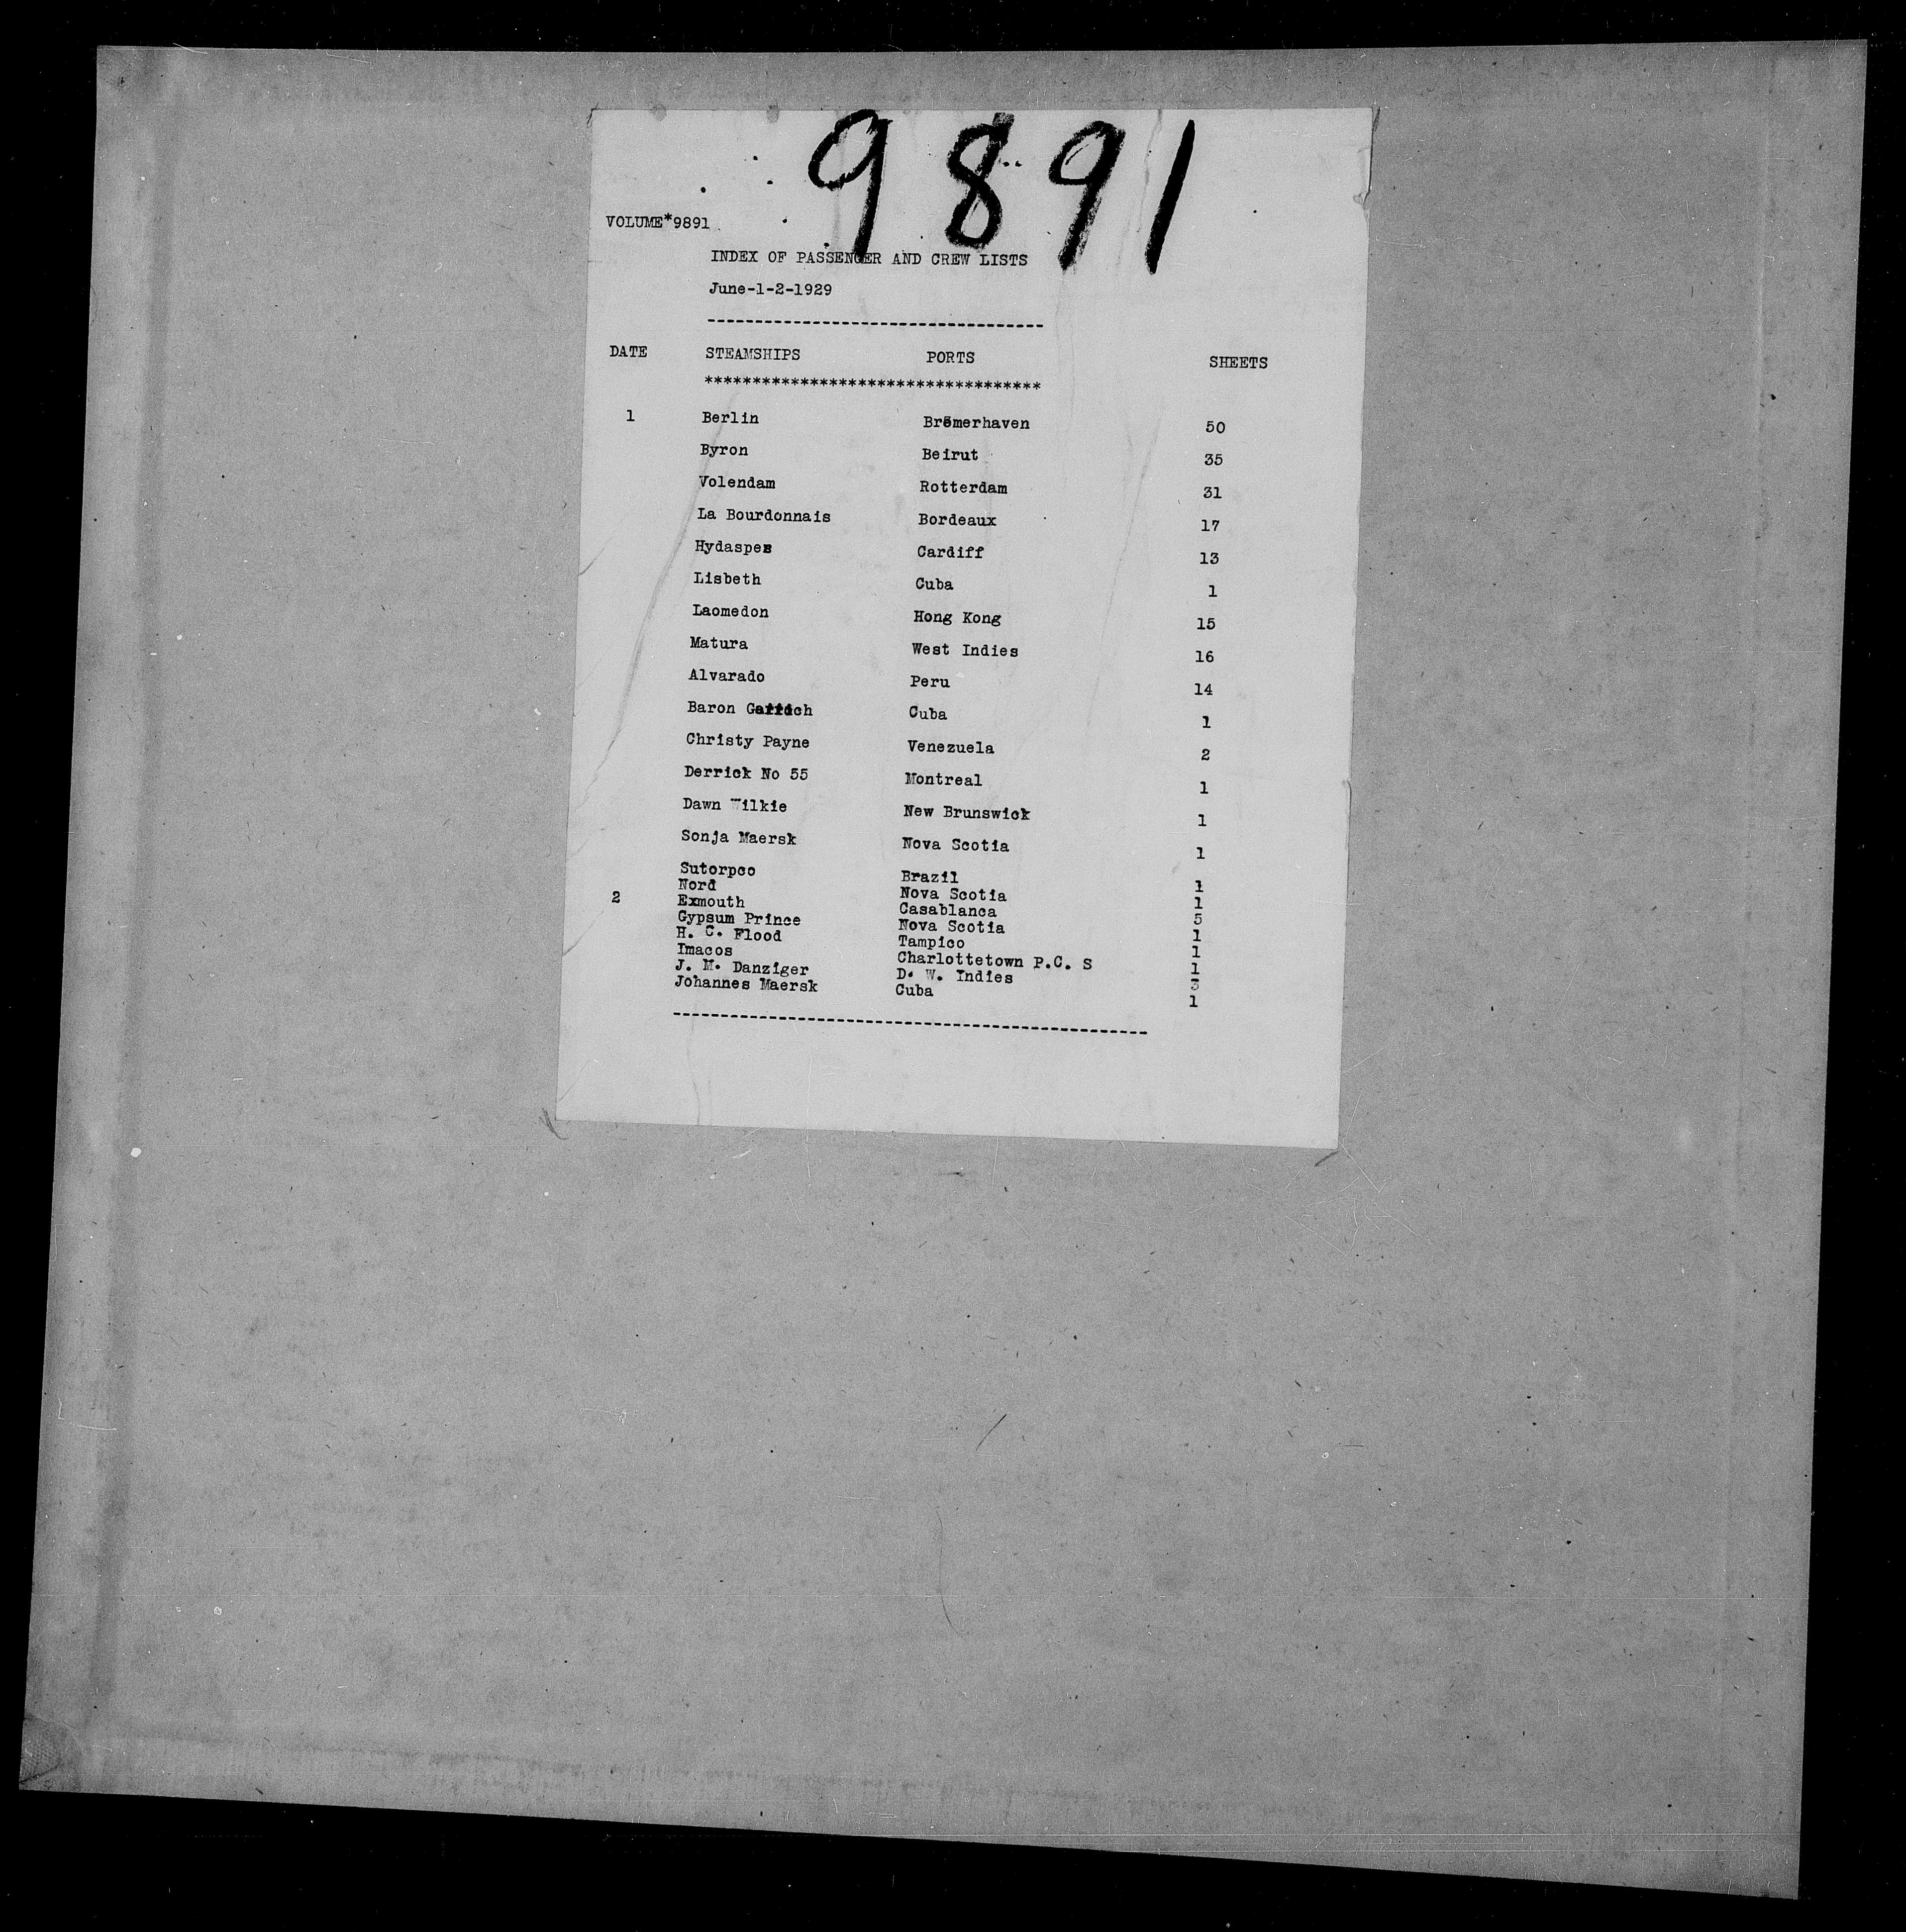 9891
VOLUME*9891
INDEX OF PASSENGER AND CREW LISTS
June-1-2-1929
-----------------------------------
DATE STEAMSHIPS PORTS SHEETS
***********************************
1 Berlin Bremerhaven 50
Byron Beirut 35
Volendam Rotterdam 31
La Bourdonnais Bordeaux 17
Hydaspes Cardiff 13
Lisbeth Cuba 1
Laomedon Hong Kong 15
Matura West Indies 16
Alvarado Peru 14
Baron Cuba 1
Christy Payne Venezuela 2
Derrick No 55 Montreal 1
Dawn Wilkie New Brunswick 1
Sonja Maersk Nova Scotia 1
Sutorpco Brazil 1
Nord Nova Scotia 1
2 Exmouth Casablanca 5
Gypsum Prince Nova Scotia 1
H. C. Flood Tampico 1
Imacos Charlottetown P.C. S 1
J. M. Danziger D. W. Indies 3
Johannes Maersk Cuba 1
--------------------------------------------------